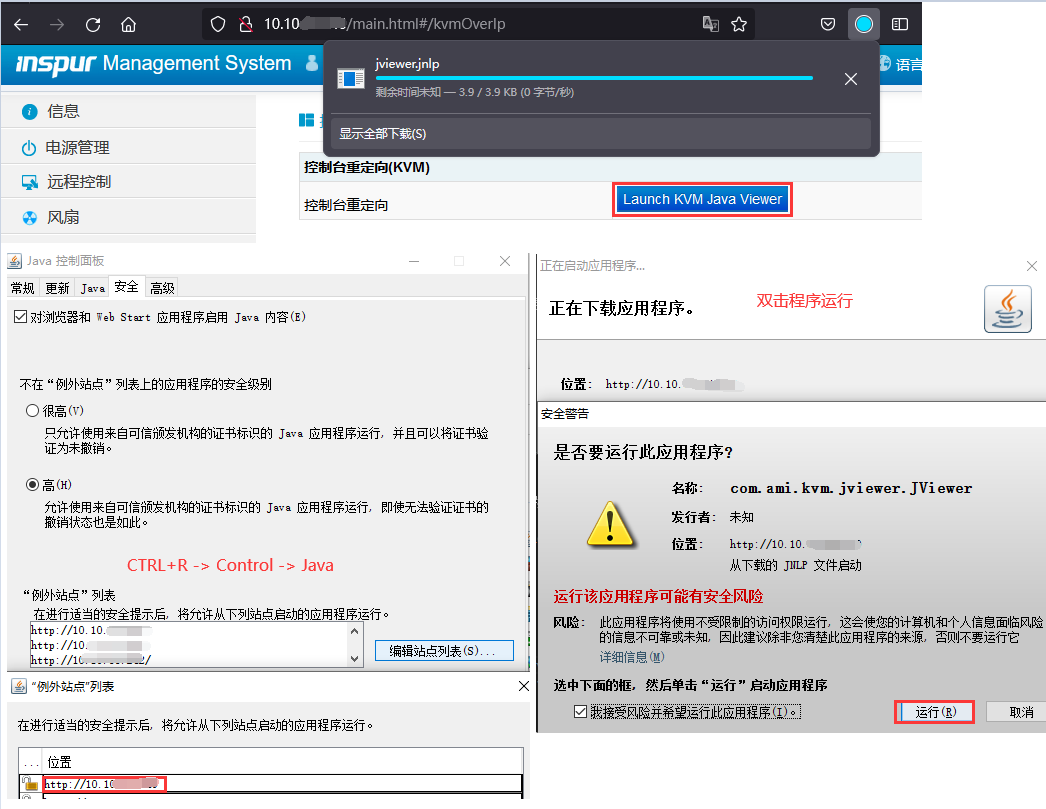 10.10
/main.html#/kvmOverIp
inspur Management System
语言
jviewer.jnlp
剩余时间未知 — 3.9 / 3.9 KB (0 字节/秒)
显示全部下载(S)
信息
电源管理
远程控制
风扇
控制台重定向(KVM)
控制台重定向
Launch KVM Java Viewer
Java 控制面板
常规 更新 Java 安全 高级
对浏览器和 Web Start 应用程序启用 Java 内容(E)
不在“例外站点”列表上的应用程序的安全级别
很高(V)
只允许使用来自可信颁发机构的证书标识的 Java 应用程序运行, 并且可以将证书验
证为未撤销。
高(H)
允许使用来自可信颁发机构的证书标识的 Java 应用程序运行, 即使无法验证证书的
撤销状态也是如此。
CTRL+R -> Control -> Java
“例外站点”列表
在进行适当的安全提示后, 将允许从下列站点启动的应用程序运行。
http://10.10.
http://10.
http://10.
编辑站点列表(S)...
“例外站点”列表
在进行适当的安全提示后, 将允许从下列站点启动的应用程序运行。
... 位置
http://10.10
正在启动应用程序...
正在下载应用程序。
双击程序运行
位置: http://10.10.
安全警告
是否要运行此应用程序?
名称: com.ami.kvm.jviewer.JViewer
发行者: 未知
位置: http://10.10.
从下载的 JNLP 文件启动
运行该应用程序可能有安全风险
风险: 此应用程序将使用不受限制的访问权限运行, 这会使您的计算机和个人信息面临风险
的信息不可靠或未知, 因此建议除非您清楚此应用程序的来源, 否则不要运行它
详细信息(M)
选中下面的框, 然后单击“运行”启动应用程序
我接受风险并希望运行此应用程序(I)。
运行(R)
取消